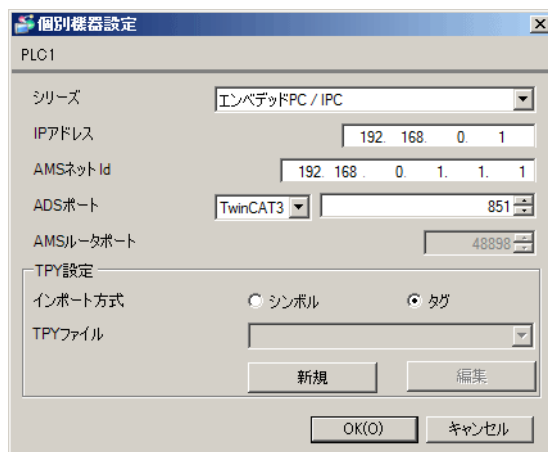 個別機器設定
PLC1
シリーズ エンベデッドPC / IPC
IPアドレス 192. 168. 0. 1
AMSネット Id 192. 168. 0. 1. 1. 1
ADSポート TwinCAT3 851
AMSルータポート 48898
TPY設定
インポート方式 シンボル タグ
TPYファイル
新規 編集
OK(O) キャンセル